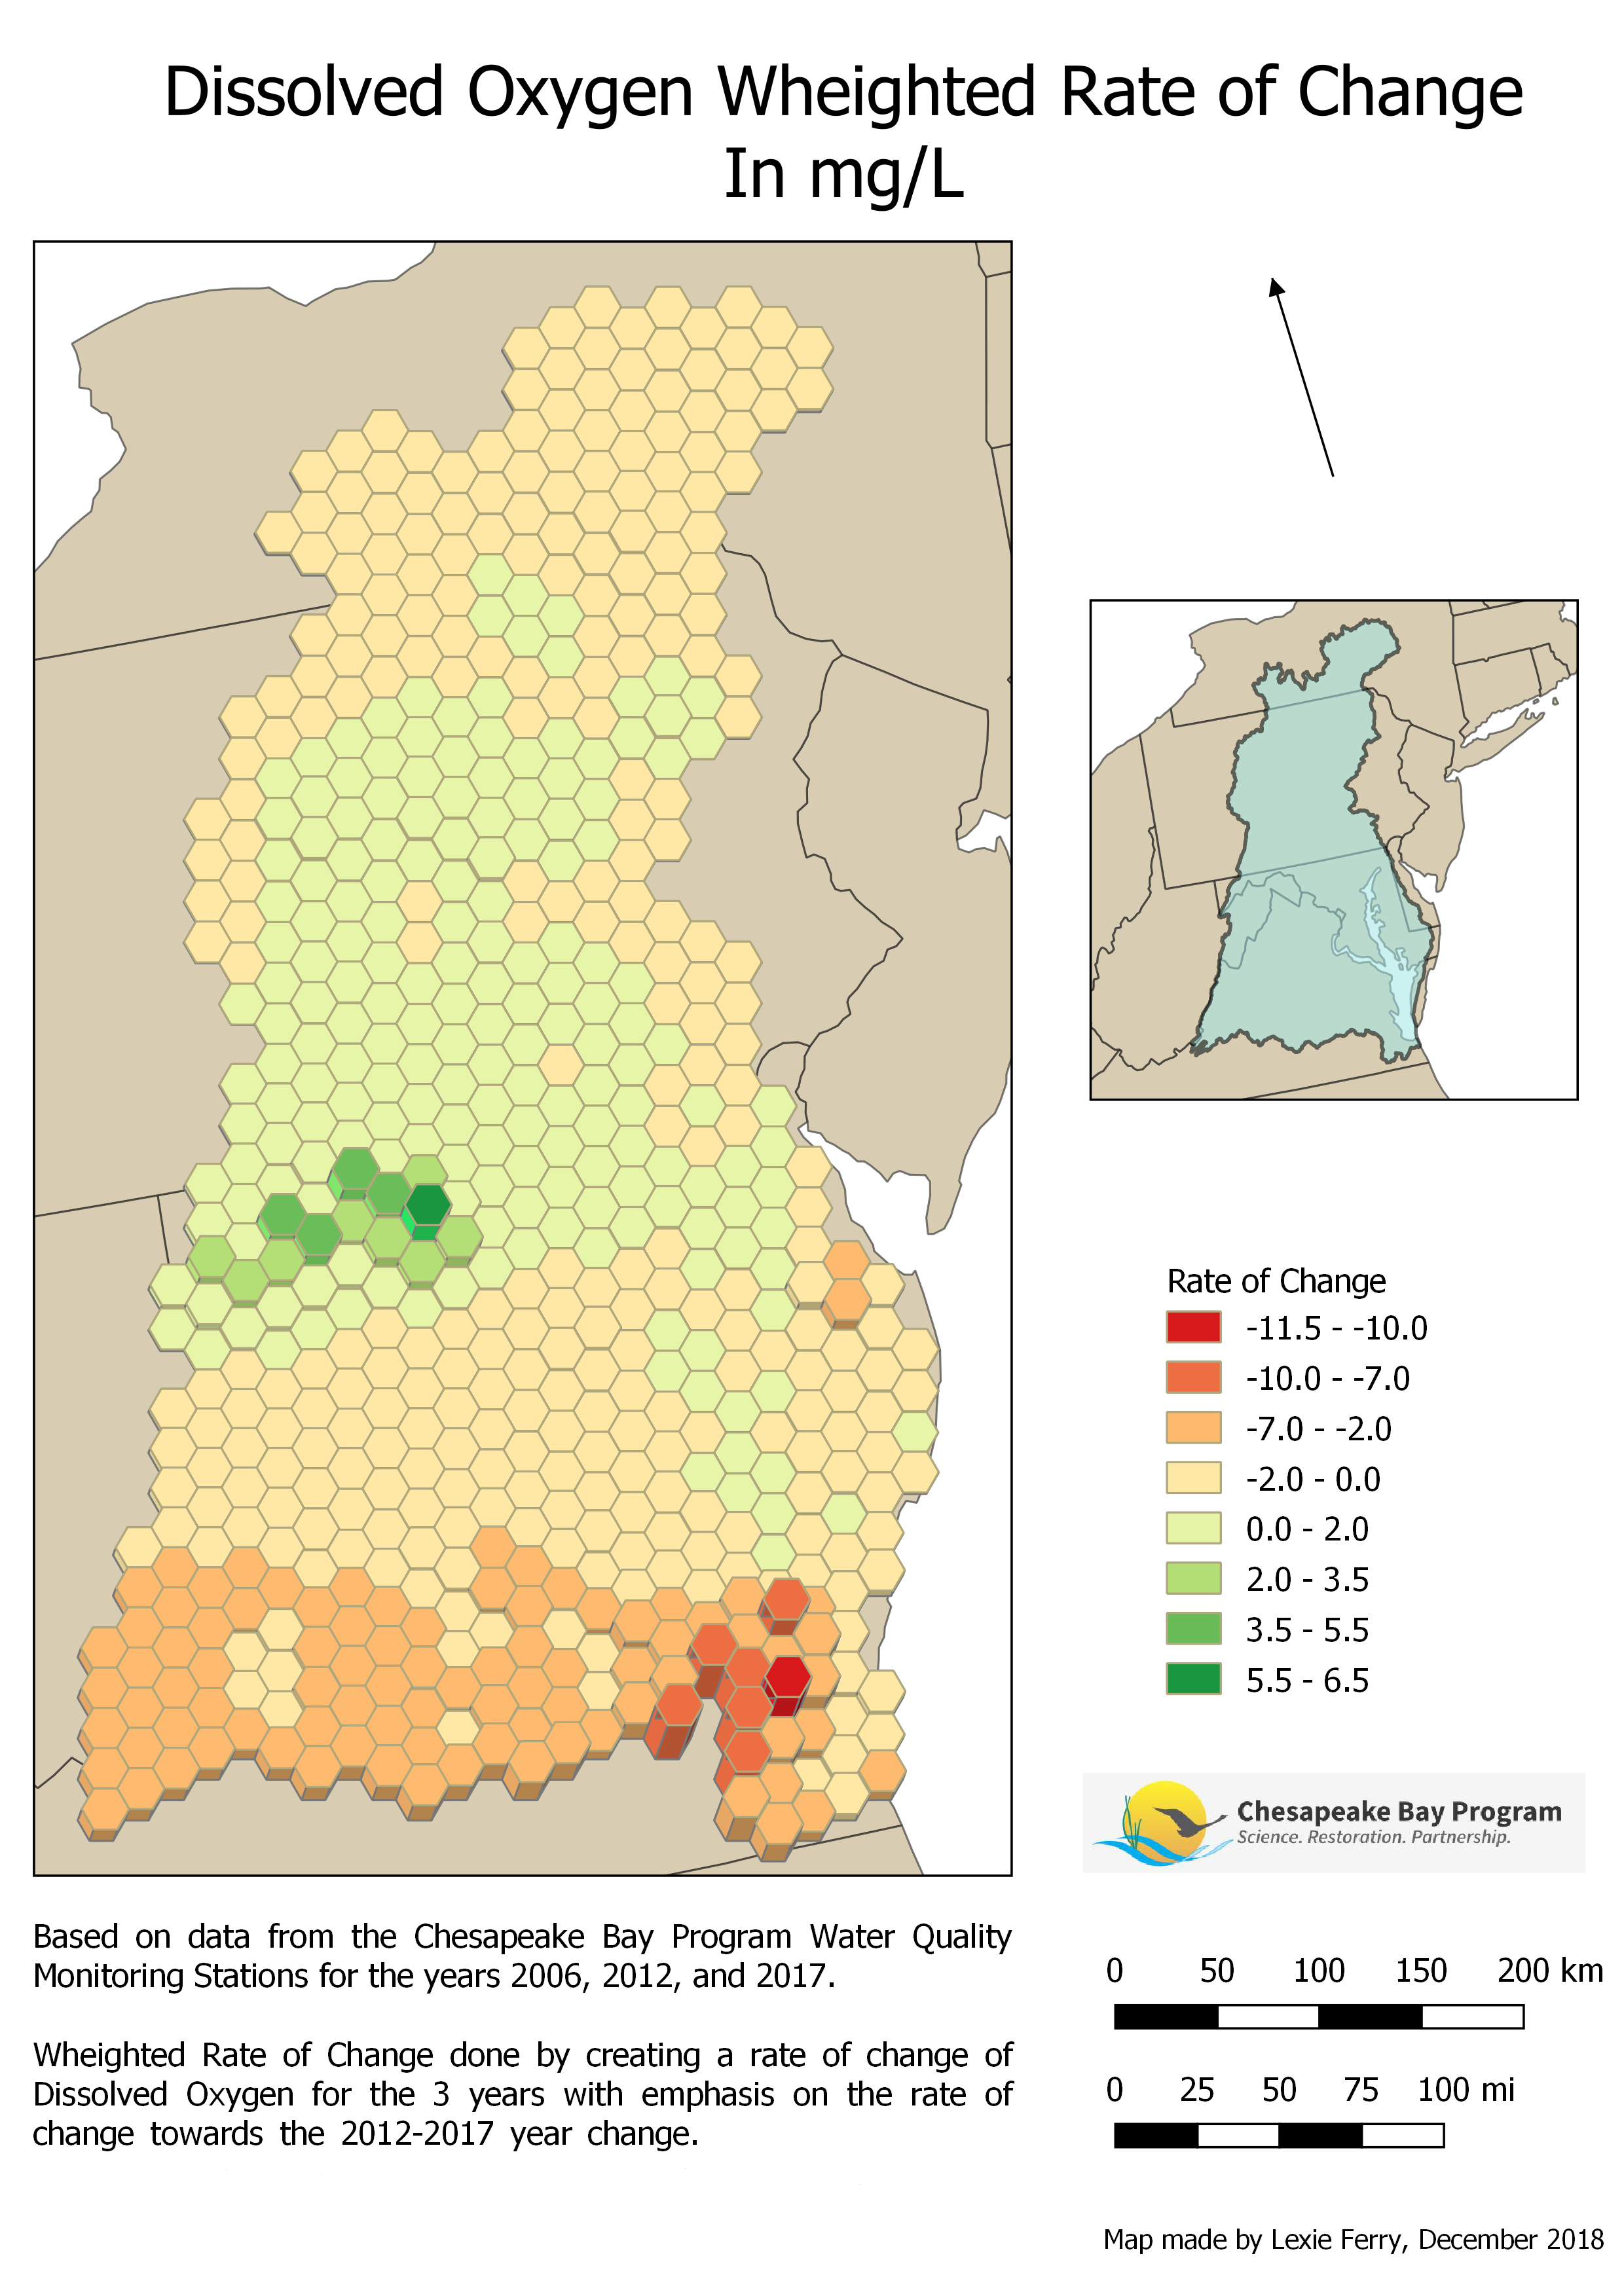 Dissolved Oxygen Wheighted Rate of Change
In mg/L
Rate of Change
-11.5 - -10.0
-10.0 - -7.0
-7.0 - -2.0
-2.0 - 0.0
0.0 - 2.0
2.0 - 3.5
3.5 - 5.5
5.5 - 6.5
Chesapeake Bay Program
Science. Restoration. Partnership.
Based on data from the Chesapeake Bay Program Water Quality
Monitoring Stations for the years 2006, 2012, and 2017.
Wheighted Rate of Change done by creating a rate of change of
Dissolved Oxygen for the 3 years with emphasis on the rate of
change towards the 2012-2017 year change.
0 50 100 150 200 km
0 25 50 75 100 mi
Map made by Lexie Ferry, December 2018